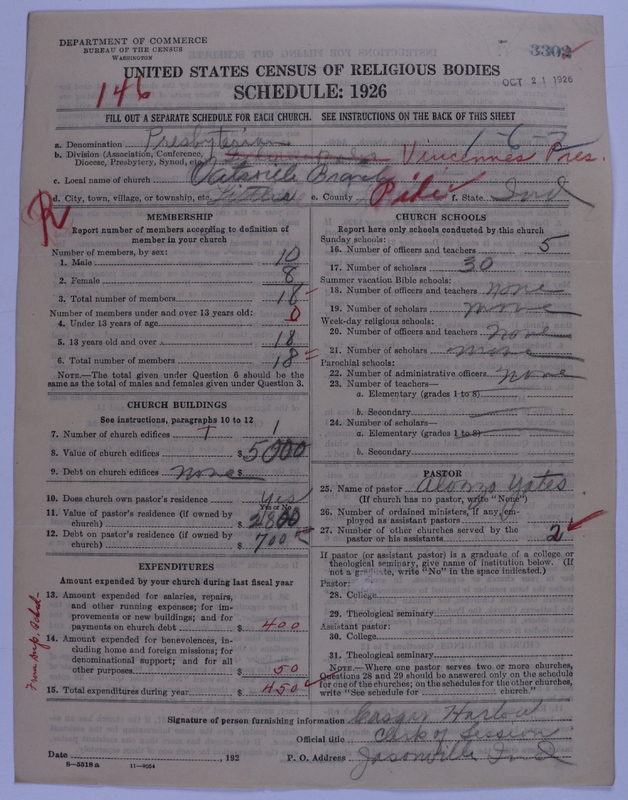 DEPARTMENT OF COMMERCE
BUREAU OF THE CENSUS
WASHINGTON
3302
UNITED STATES CENSUS OF RELIGIOUS BODIES
OCT 21 1926
146
SCHEDULE: 1926
FILL OUT A SEPARATE SCHEDULE FOR EACH CHURCH. SEE INSTRUCTIONS ON THE BACK OF THIS SHEET
a. Denomination Presbyterian 1-6-2
b. Division (Association, Conference, Diocese, Presbytery, Synod, etc. Vincennes Pres.
c. Local name of church Branch
d. City, town, village, or township, etc. e. County Pike f. State Ind
R
MEMBERSHIP
Report number of members according to definition of member in your church
Number of members, by sex:
1. Male 10
2. Female 8
3. Total number of members 18
Number of members under and over 13 years old:
4. Under 13 years of age 0
5. 13 years old and over 18
6. Total number of members 18
NOTE.—The total given under Question 6 should be the same as the total of males and females given under Question 3.
CHURCH BUILDINGS
See instructions, paragraphs 10 to 12
7. Number of church edifices 1
8. Value of church edifices $ 5000
9. Debt on church edifices None $
10. Does church own pastor's residence Yes
Yes or No
11. Value of pastor's residence (if owned by church) $ 2800
12. Debt on pastor's residence (if owned by church) $ 700
EXPENDITURES
Amount expended by your church during last fiscal year
13. Amount expended for salaries, repairs, and other running expenses; for improvements or new buildings; and for payments on church debt $ 400
14. Amount expended for benevolences, including home and foreign missions; for denominational support; and for all other purposes $ 50
15. Total expenditures during year $ 450
From Sup. Sched.
CHURCH SCHOOLS
Report here only schools conducted by this church
Sunday schools:
16. Number of officers and teachers 5
17. Number of scholars 30
Summer vacation Bible schools:
18. Number of officers and teachers none
19. Number of scholars none
Week-day religious schools:
20. Number of officers and teachers none
21. Number of scholars none
Parochial schools:
22. Number of administrative officers none
23. Number of teachers—
a. Elementary (grades 1 to 8)
b. Secondary
24. Number of scholars—
a. Elementary (grades 1 to 8)
b. Secondary
PASTOR
25. Name of pastor Alonzo Yates
(If church has no pastor, write "None")
26. Number of ordained ministers, if any, employed as assistant pastors
27. Number of other churches served by the pastor or his assistants 2
If pastor (or assistant pastor) is a graduate of a college or theological seminary, give name of institution below. (If not a graduate, write "No" in the space indicated.)
Pastor:
28. College
29. Theological seminary
Assistant pastor:
30. College
31. Theological seminary
NOTE.—Where one pastor serves two or more churches, Questions 28 and 29 should be answered only on the schedule for one of the churches; on the schedules for the other churches, write "See schedule for church."
Signature of person furnishing information
Official title Clerk of Session
Date , 192 P. O. Address Jasonville Ind
8-5518 a 11-9054